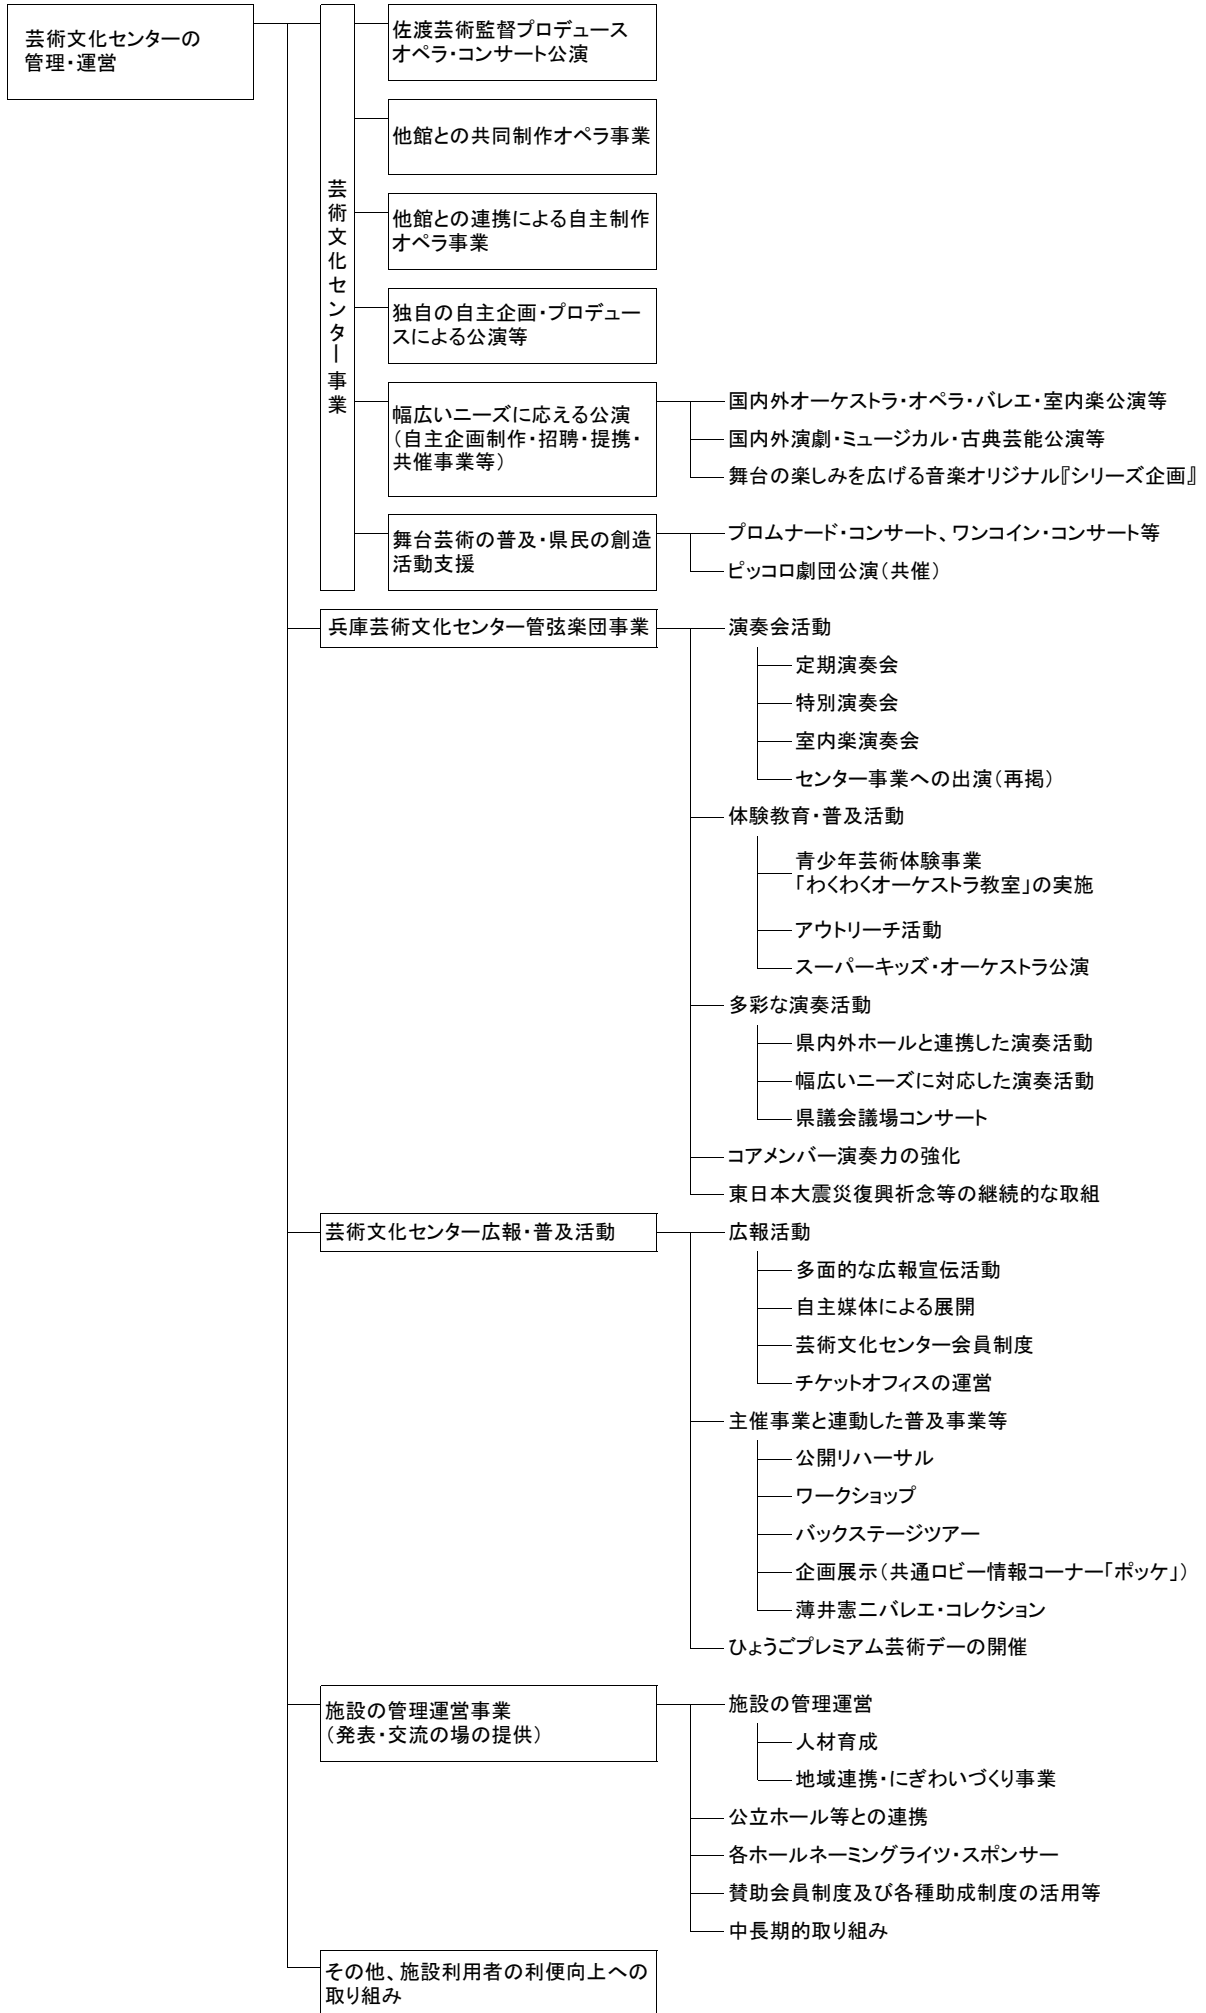 芸術文化センターの
管理・運営
芸術文化センター事業
佐渡芸術監督プロデュース
オペラ・コンサート公演
他館との共同制作オペラ事業
他館との連携による自主制作
オペラ事業
独自の自主企画・プロデュー
スによる公演等
幅広いニーズに応える公演
（自主企画制作・招聘・提携・
共催事業等）
国内外オーケストラ・オペラ・バレエ・室内楽公演等
国内外演劇・ミュージカル・古典芸能公演等
舞台の楽しみを広げる音楽オリジナル『シリーズ企画』
舞台芸術の普及・県民の創造
活動支援
プロムナード・コンサート、ワンコイン・コンサート等
ピッコロ劇団公演（共催）
兵庫芸術文化センター管弦楽団事業
演奏会活動
定期演奏会
特別演奏会
室内楽演奏会
センター事業への出演（再掲）
体験教育・普及活動
青少年芸術体験事業
「わくわくオーケストラ教室」の実施
アウトリーチ活動
スーパーキッズ・オーケストラ公演
多彩な演奏活動
県内外ホールと連携した演奏活動
幅広いニーズに対応した演奏活動
県議会議場コンサート
コアメンバー演奏力の強化
東日本大震災復興祈念等の継続的な取組
芸術文化センター広報・普及活動
広報活動
多面的な広報宣伝活動
自主媒体による展開
芸術文化センター会員制度
チケットオフィスの運営
主催事業と連動した普及事業等
公開リハーサル
ワークショップ
バックステージツアー
企画展示（共通ロビー情報コーナー「ポッケ」）
薄井憲二バレエ・コレクション
ひょうごプレミアム芸術デーの開催
施設の管理運営事業
（発表・交流の場の提供）
施設の管理運営
人材育成
地域連携・にぎわいづくり事業
公立ホール等との連携
各ホールネーミングライツ・スポンサー
賛助会員制度及び各種助成制度の活用等
中長期的取り組み
その他、施設利用者の利便向上への
取り組み